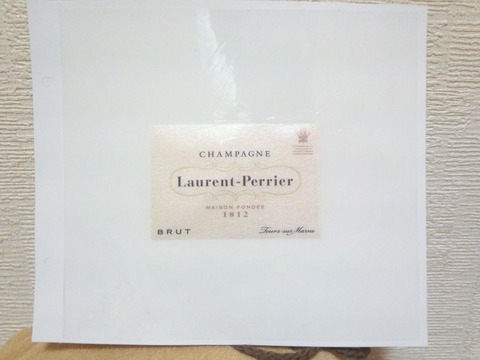 CHAMPAGNE
Laurent-Perrier
MAISON FONDÉE
1812
BRUT
Tours-sur-Marne